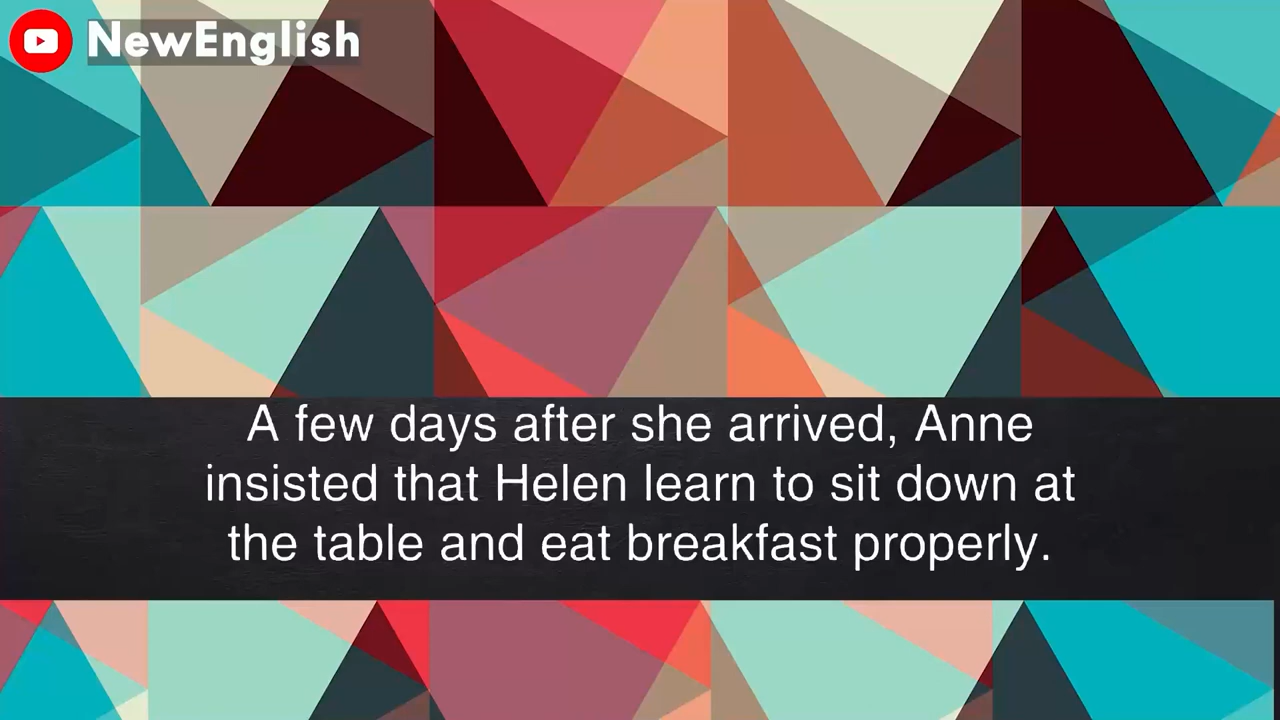 NewEnglish
A few days after she arrived, Anne
insisted that Helen learn to sit down at
the table and eat breakfast properly.